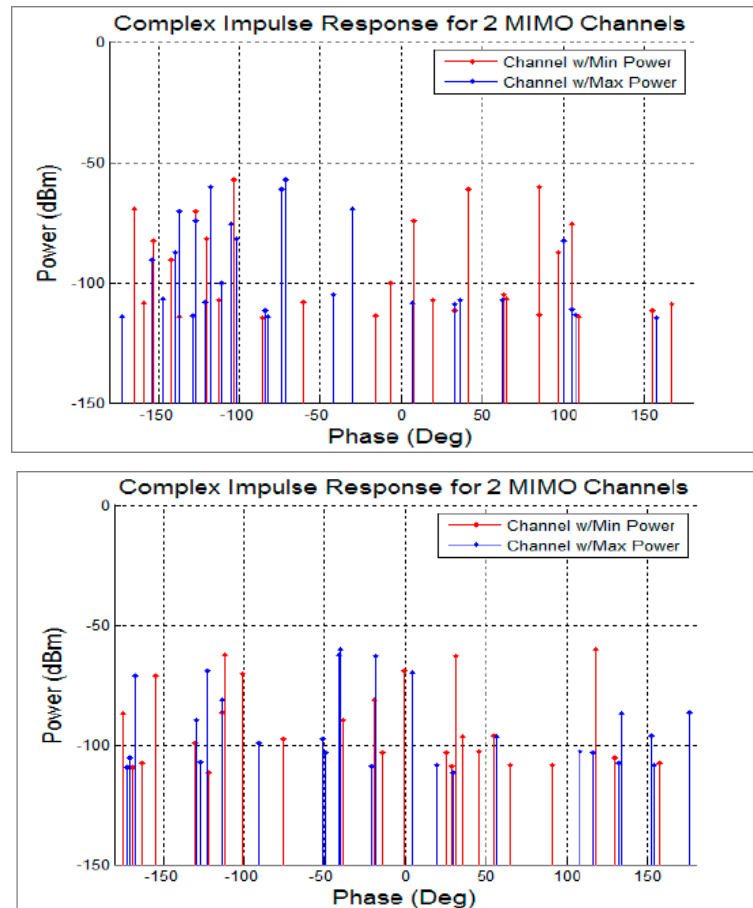 Complex Impulse Response for 2 MIMO Channels
0
Channel w/Min Power
Channel w/Max Power
-50
Power (dBm)
-100
-150
-150 -100 -50 0 50 100 150
Phase (Deg)
Complex Impulse Response for 2 MIMO Channels
0
Channel w/Min Power
Channel w/Max Power
-50
Power (dBm)
-100
-150
-150 -100 -50 0 50 100 150
Phase (Deg)